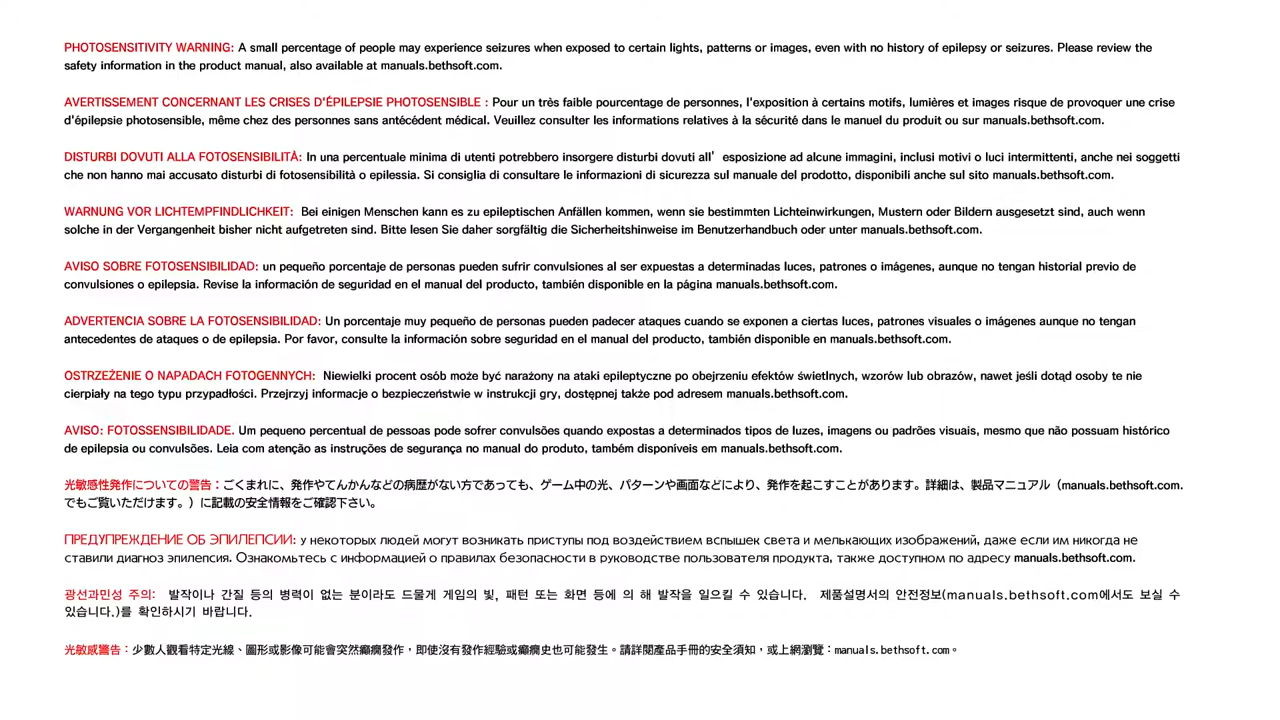 PHOTOSENSITIVITY WARNING: A small percentage of people may experience seizures when exposed to certain lights, patterns or images, even with no history of epilepsy or seizures. Please review the
safety information in the product manual, also available at manuals.bethsoft.com.
AVERTISSEMENT CONCERNANT LES CRISES D'ÉPILEPSIE PHOTOSENSIBLE : Pour un très faible pourcentage de personnes, l'exposition à certains motifs, lumières et images risque de provoquer une crise
d'épilepsie photosensible, même chez des personnes sans antécédent médical. Veuillez consulter les informations relatives à la sécurité dans le manuel du produit ou sur manuals.bethsoft.com.
DISTURBI DOVUTI ALLA FOTOSENSIBILITÀ: In una percentuale minima di utenti potrebbero insorgere disturbi dovuti all' esposizione ad alcune immagini, inclusi motivi o luci intermittenti, anche nei soggetti
che non hanno mai accusato disturbi di fotosensibilità o epilessia. Si consiglia di consultare le informazioni di sicurezza sul manuale del prodotto, disponibili anche sul sito manuals.bethsoft.com.
WARNUNG VOR LICHTEMPFINDLICHKEIT: Bei einigen Menschen kann es zu epileptischen Anfällen kommen, wenn sie bestimmten Lichteinwirkungen, Mustern oder Bildern ausgesetzt sind, auch wenn
solche in der Vergangenheit bisher nicht aufgetreten sind. Bitte lesen Sie daher sorgfältig die Sicherheitshinweise im Benutzerhandbuch oder unter manuals.bethsoft.com.
AVISO SOBRE FOTOSENSIBILIDAD: un pequeño porcentaje de personas pueden sufrir convulsiones al ser expuestas a determinadas luces, patrones o imágenes, aunque no tengan historial previo de
convulsiones o epilepsia. Revise la información de seguridad en el manual del producto, también disponible en la página manuals.bethsoft.com.
ADVERTENCIA SOBRE LA FOTOSENSIBILIDAD: Un porcentaje muy pequeño de personas pueden padecer ataques cuando se exponen a ciertas luces, patrones visuales o imágenes aunque no tengan
antecedentes de ataques o de epilepsia. Por favor, consulte la información sobre seguridad en el manual del producto, también disponible en manuals.bethsoft.com.
OSTRZEŻENIE O NAPADACH FOTOGENNYCH: Niewielki procent osób może być narażony na ataki epileptyczne po obejrzeniu efektów świetlnych, wzorów lub obrazów, nawet jeśli dotąd osoby te nie
cierpiały na tego typu przypadłości. Przejrzyj informacje o bezpieczeństwie w instrukcji gry, dostępnej także pod adresem manuals.bethsoft.com.
AVISO: FOTOSSENSIBILIDADE. Um pequeno percentual de pessoas pode sofrer convulsões quando expostas a determinados tipos de luzes, imagens ou padrões visuais, mesmo que não possuam histórico
de epilepsia ou convulsões. Leia com atenção as instruções de segurança no manual do produto, também disponíveis em manuals.bethsoft.com.
光敏感性発作についての警告：ごくまれに、発作やてんかんなどの病歴がない方であっても、ゲーム中の光、パターンや画面などにより、発作を起こすことがあります。詳細は、製品マニュアル（manuals.bethsoft.com.
でもご覧いただけます。）に記載の安全情報をご確認下さい。
ПРЕДУПРЕЖДЕНИЕ ОБ ЭПИЛЕПСИИ: у некоторых людей могут возникать приступы под воздействием вспышек света и мелькающих изображений, даже если им никогда не
ставили диагноз эпилепсия. Ознакомьтесь с информацией о правилах безопасности в руководстве пользователя продукта, также доступном по адресу manuals.bethsoft.com.
광선과민성 주의: 발작이나 간질 등의 병력이 없는 분이라도 드물게 게임의 빛, 패턴 또는 화면 등에 의 해 발작을 일으킬 수 있습니다. 제품설명서의 안전정보(manuals.bethsoft.com에서도 보실 수
있습니다.)를 확인하시기 바랍니다.
光敏感警告：少數人觀看特定光線、圖形或影像可能會突然癲癇發作，即使沒有發作經驗或癲癇史也可能發生。請詳閱產品手冊的安全須知，或上網瀏覽：manuals.bethsoft.com。